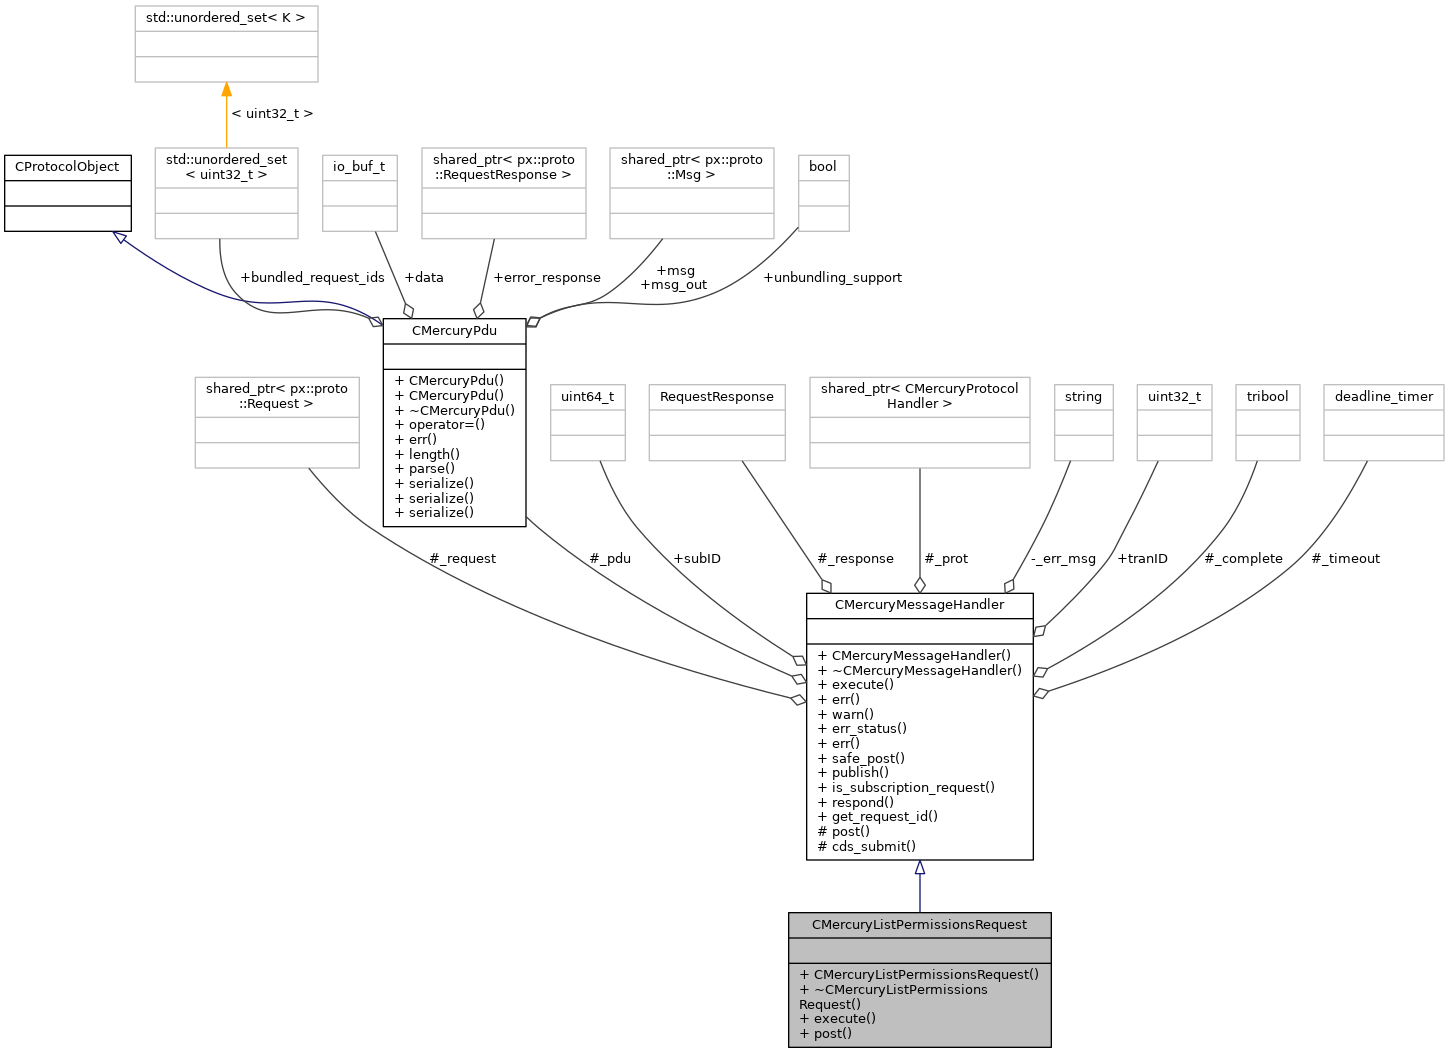 std::unordered_set< K >
< uint32_t >
CProtocolObject
std::unordered_set
< uint32_t >
io_buf_t
shared_ptr< px::proto
::RequestResponse >
shared_ptr< px::proto
::Msg >
bool
+bundled_request_ids
+data
+error_response
+msg
+msg_out
+unbundling_support
CMercuryPdu
+ CMercuryPdu()
+ CMercuryPdu()
+ ~CMercuryPdu()
+ operator=()
+ err()
+ length()
+ parse()
+ serialize()
+ serialize()
+ serialize()
shared_ptr< px::proto
::Request >
uint64_t
RequestResponse
shared_ptr< CMercuryProtocol
Handler >
string
uint32_t
tribool
deadline_timer
#_request
#_pdu
+subID
#_response
#_prot
-_err_msg
+tranID
#_complete
#_timeout
CMercuryMessageHandler
+ CMercuryMessageHandler()
+ ~CMercuryMessageHandler()
+ execute()
+ err()
+ warn()
+ err_status()
+ err()
+ safe_post()
+ publish()
+ is_subscription_request()
+ respond()
+ get_request_id()
# post()
# cds_submit()
CMercuryListPermissionsRequest
+ CMercuryListPermissionsRequest()
+ ~CMercuryListPermissions
Request()
+ execute()
+ post()